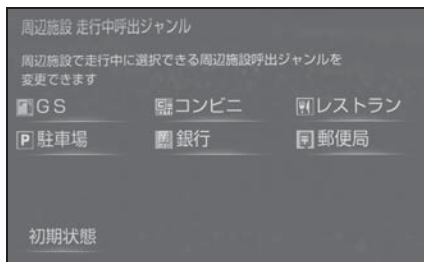 周辺施設 走行中呼出ジャンル
周辺施設で走行中に選択できる周辺施設呼出ジャンルを
変更できます
GS コンビニ レストラン
P 駐車場 銀行 郵便局
初期状態